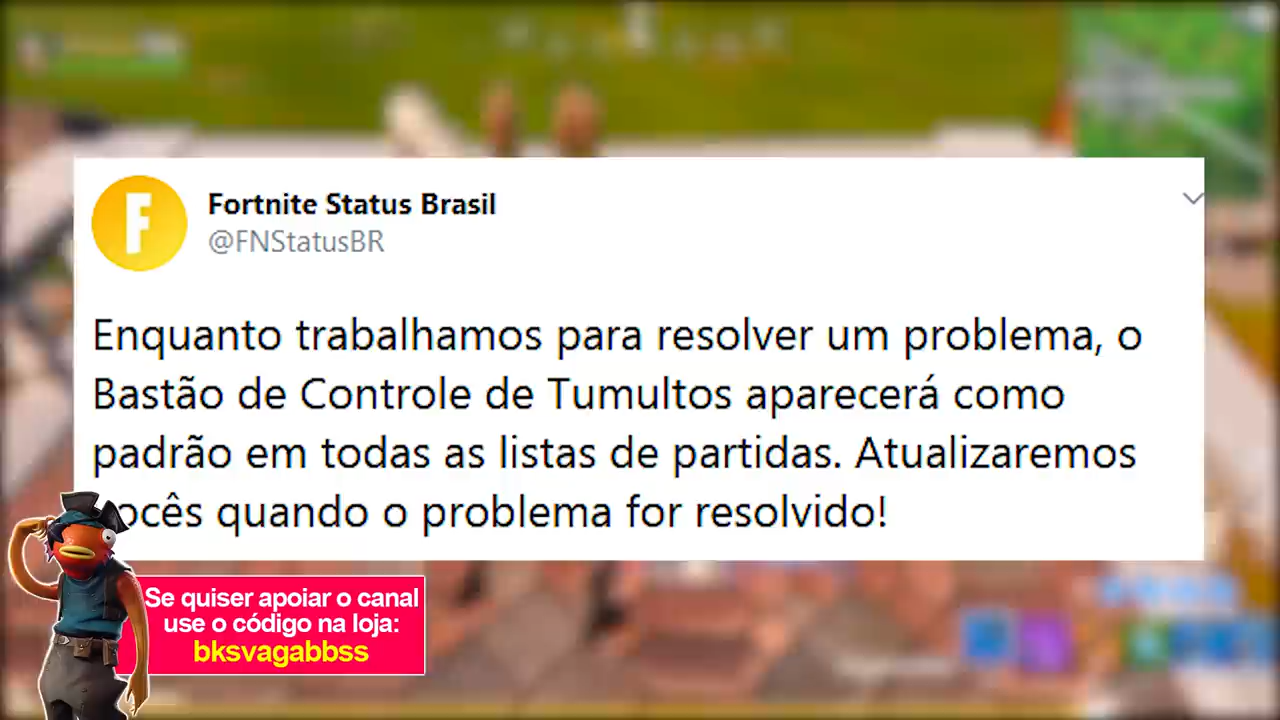 Fortnite Status Brasil
@FNStatusBR
Enquanto trabalhamos para resolver um problema, o
Bastão de Controle de Tumultos aparecerá como
padrão em todas as listas de partidas. Atualizaremos
vocês quando o problema for resolvido!
Se quiser apoiar o canal
use o código na loja:
bksvagabbss